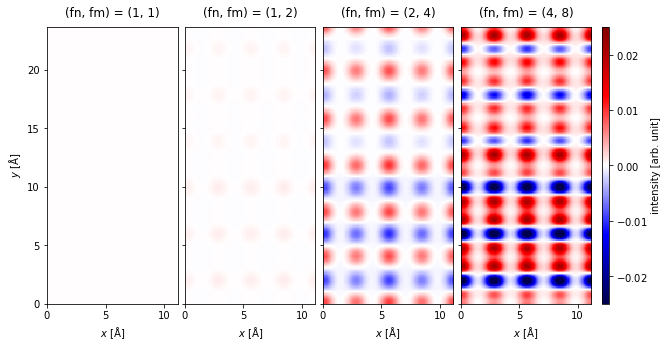 (fn, fm) = (1, 1) (fn, fm) = (1, 2) (fn, fm) = (2, 4) (fn, fm) = (4, 8)
20
15
10
5
0
y [Å]
0 5 10 0 5 10 0 5 10 0 5 10
x [Å] x [Å] x [Å] x [Å]
0.02
0.01
0.00
−0.01
−0.02
intensity [arb. unit]